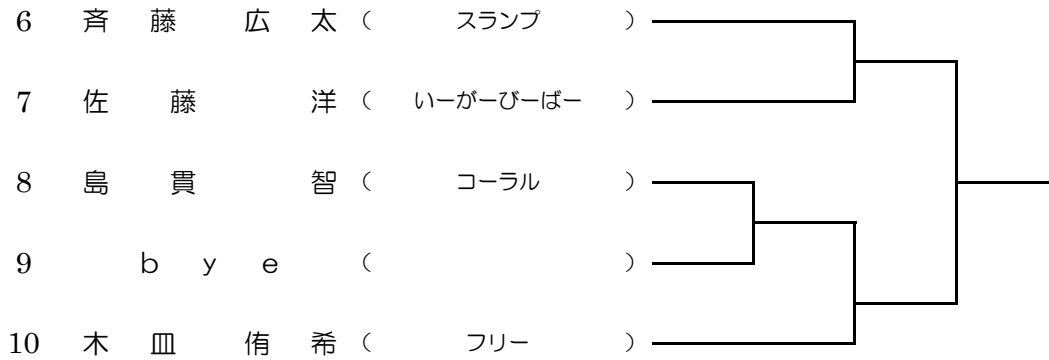 6 斉藤 広太 (スランプ)
7 佐藤 洋 (いーがーびーばー)
8 島貫 智 (コーラル)
9 bye ( )
10 木皿 侑希 (フリー)